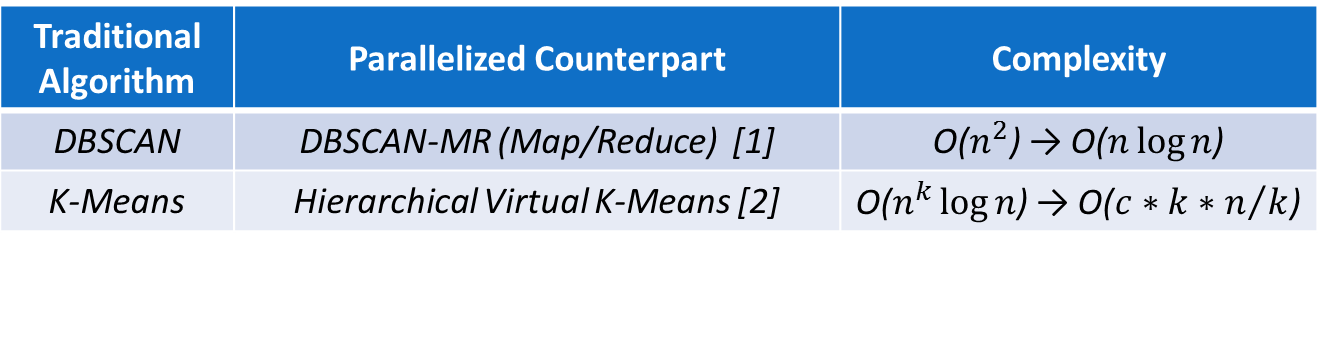 Traditional
Algorithm
Parallelized Counterpart
Complexity
DBSCAN
DBSCAN-MR (Map/Reduce) [1]
O(n²) → O(n log n)
K-Means
Hierarchical Virtual K-Means [2]
O(nᵏ log n) → O(c ∗ k ∗ n/k)